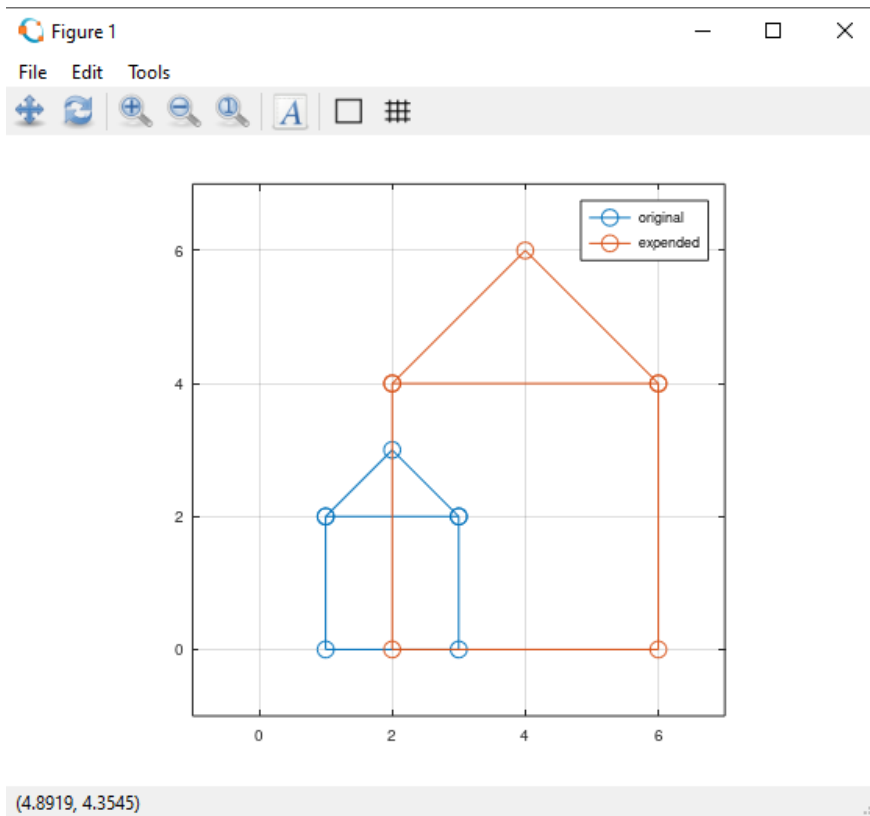 Figure 1
File Edit Tools
A
original
expended
6
4
2
0
0 2 4 6
(4.8919, 4.3545)